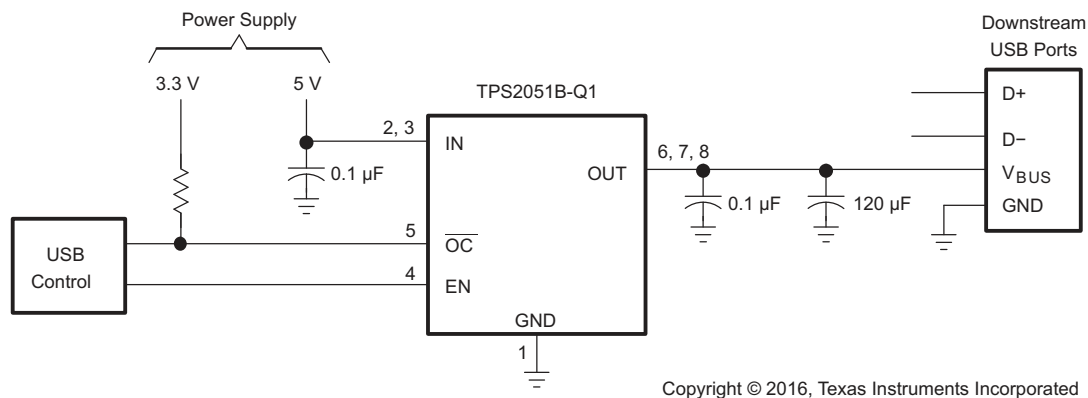 Power Supply
3.3 V
5 V
Downstream
USB Ports
TPS2051B-Q1
2, 3
IN
0.1 µF
OUT
6, 7, 8
0.1 µF
120 µF
D+
D−
VBUS
GND
USB
Control
5
OC
4
EN
GND
1
Copyright © 2016, Texas Instruments Incorporated